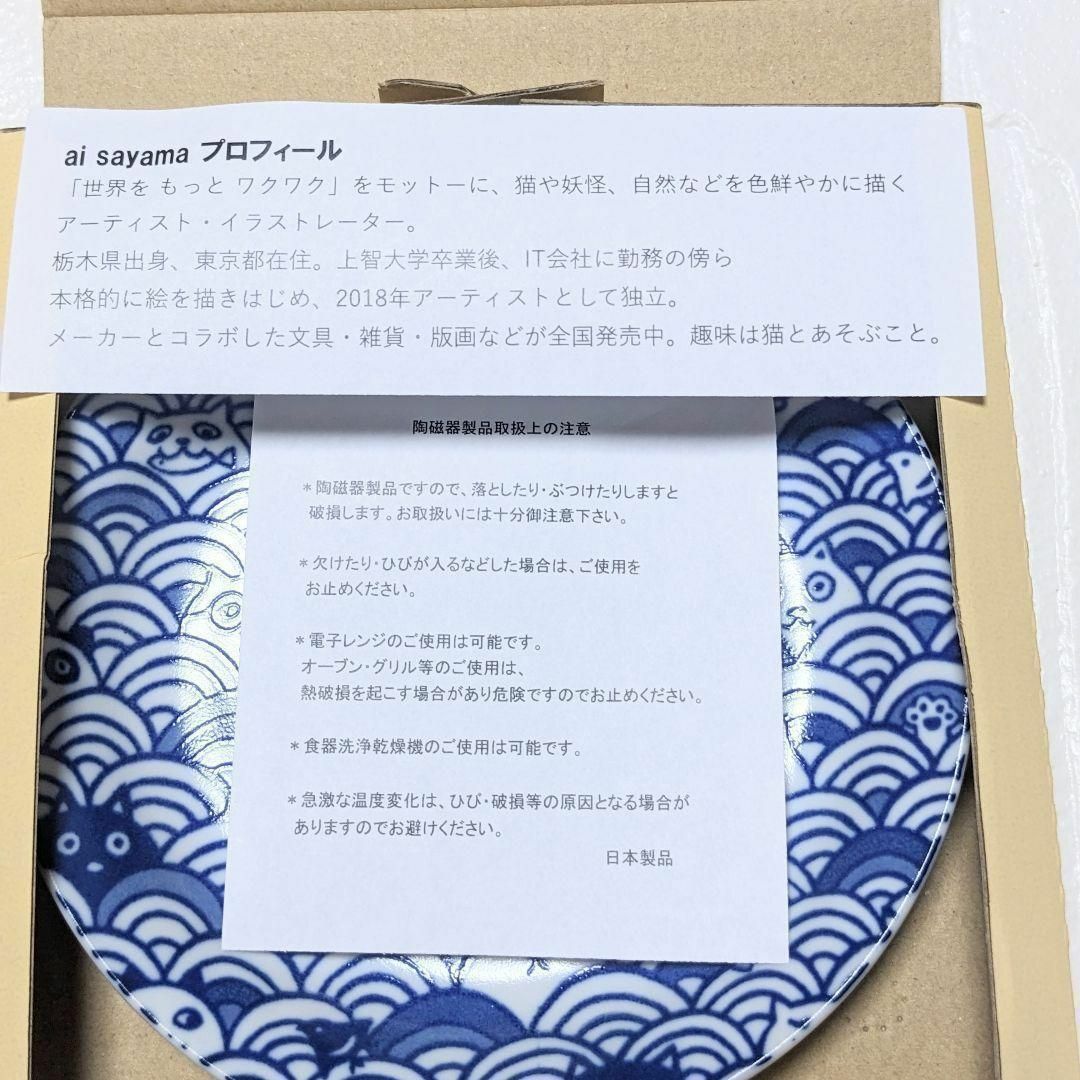 ai sayama プロフィール
「世界を もっと ワクワク」をモットーに、猫や妖怪、自然などを色鮮やかに描く
アーティスト・イラストレーター。
栃木県出身、東京都在住。上智大学卒業後、IT会社に勤務の傍ら
本格的に絵を描きはじめ、2018年アーティストとして独立。
メーカーとコラボした文具・雑貨・版画などが全国発売中。趣味は猫とあそぶこと。
陶磁器製品取扱上の注意
＊陶磁器製品ですので、落としたり・ぶつけたりしますと
破損します。お取扱いには十分御注意下さい。
＊欠けたり・ひびが入るなどした場合は、ご使用を
お止めください。
＊電子レンジのご使用は可能です。
オーブン・グリル等のご使用は、
熱破損を起こす場合があり危険ですのでお止めください。
＊食器洗浄乾燥機のご使用は可能です。
＊急激な温度変化は、ひび・破損等の原因となる場合が
ありますのでお避けください。
日本製品